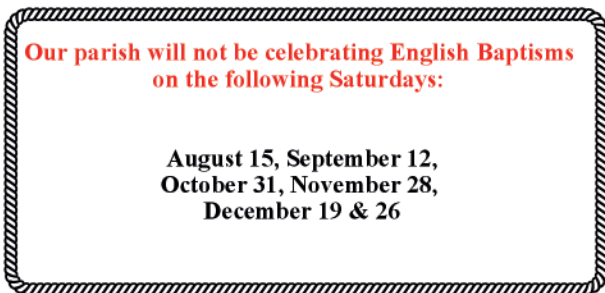 Our parish will not be celebrating English Baptisms
on the following Saturdays:
August 15, September 12,
October 31, November 28,
December 19 & 26